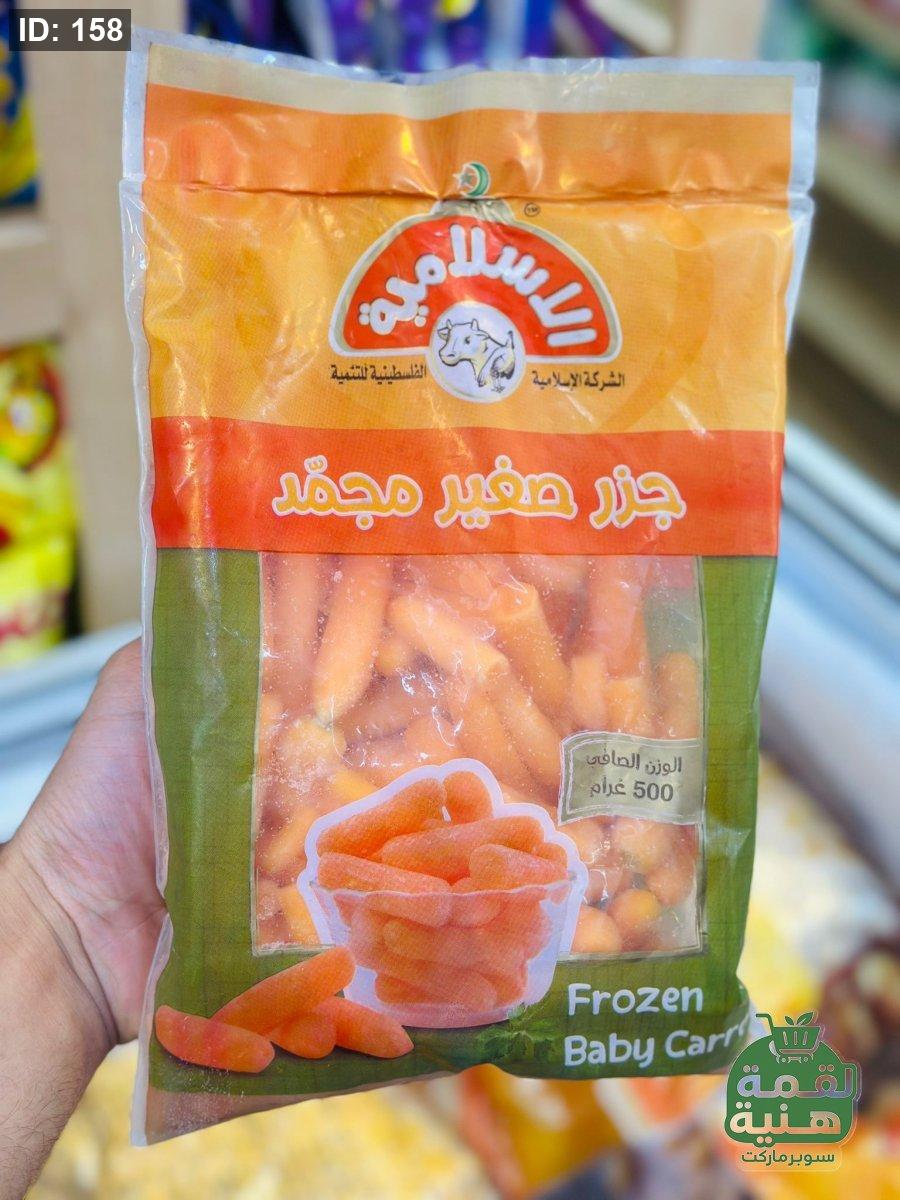 ID: 158
الاسلامية
TM
الشركة الإسلامية الفلسطينية للتنمية
جزر صغير مجمّد
الوزن الصافي
500 غرام
Frozen
Baby
لقمة
هنية
سوبرماركت